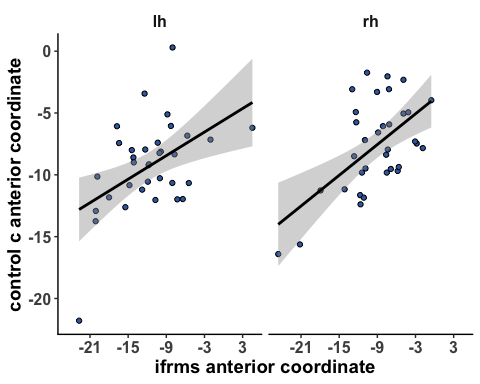 lh rh
control c anterior coordinate
0
-5
-10
-15
-20
-21 -15 -9 -3 3 -21 -15 -9 -3 3
ifrms anterior coordinate